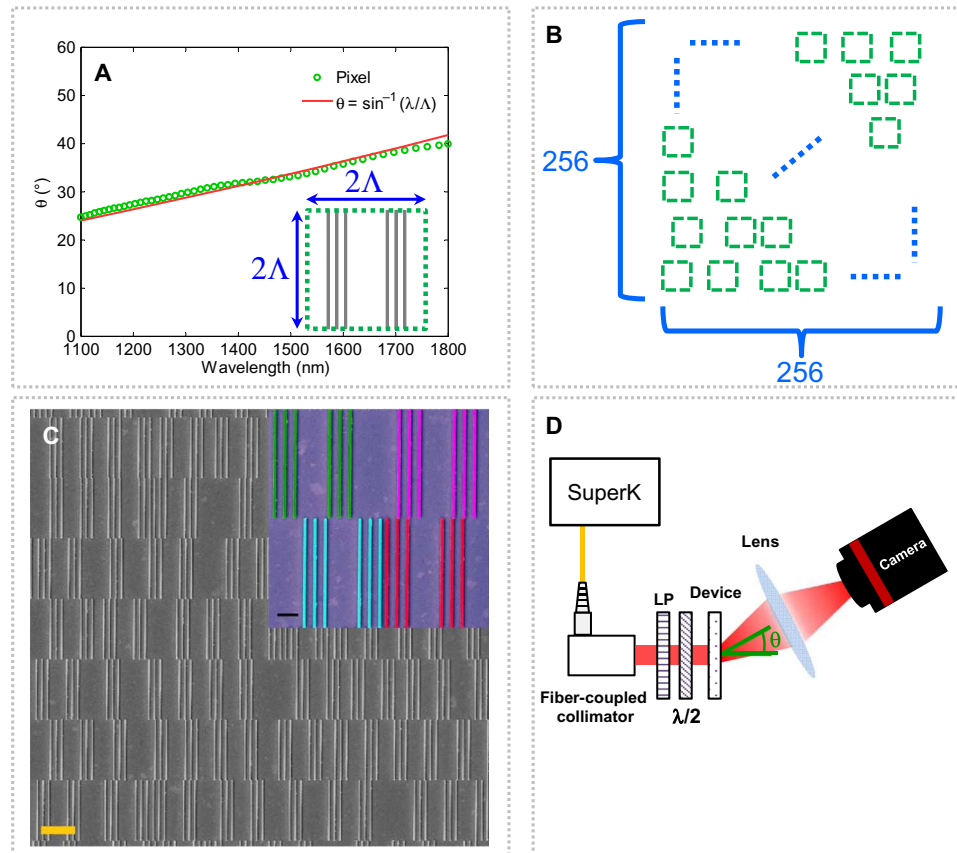 A
60
50
40
30
20
10
0
θ (°)
Pixel
θ = sin⁻¹ (λ/Λ)
2Λ
2Λ
1100 1200 1300 1400 1500 1600 1700 1800
Wavelength (nm)
B
256
256
C
D
SuperK
Lens
Camera
LP
Device
θ
Fiber-coupled
collimator
λ/2